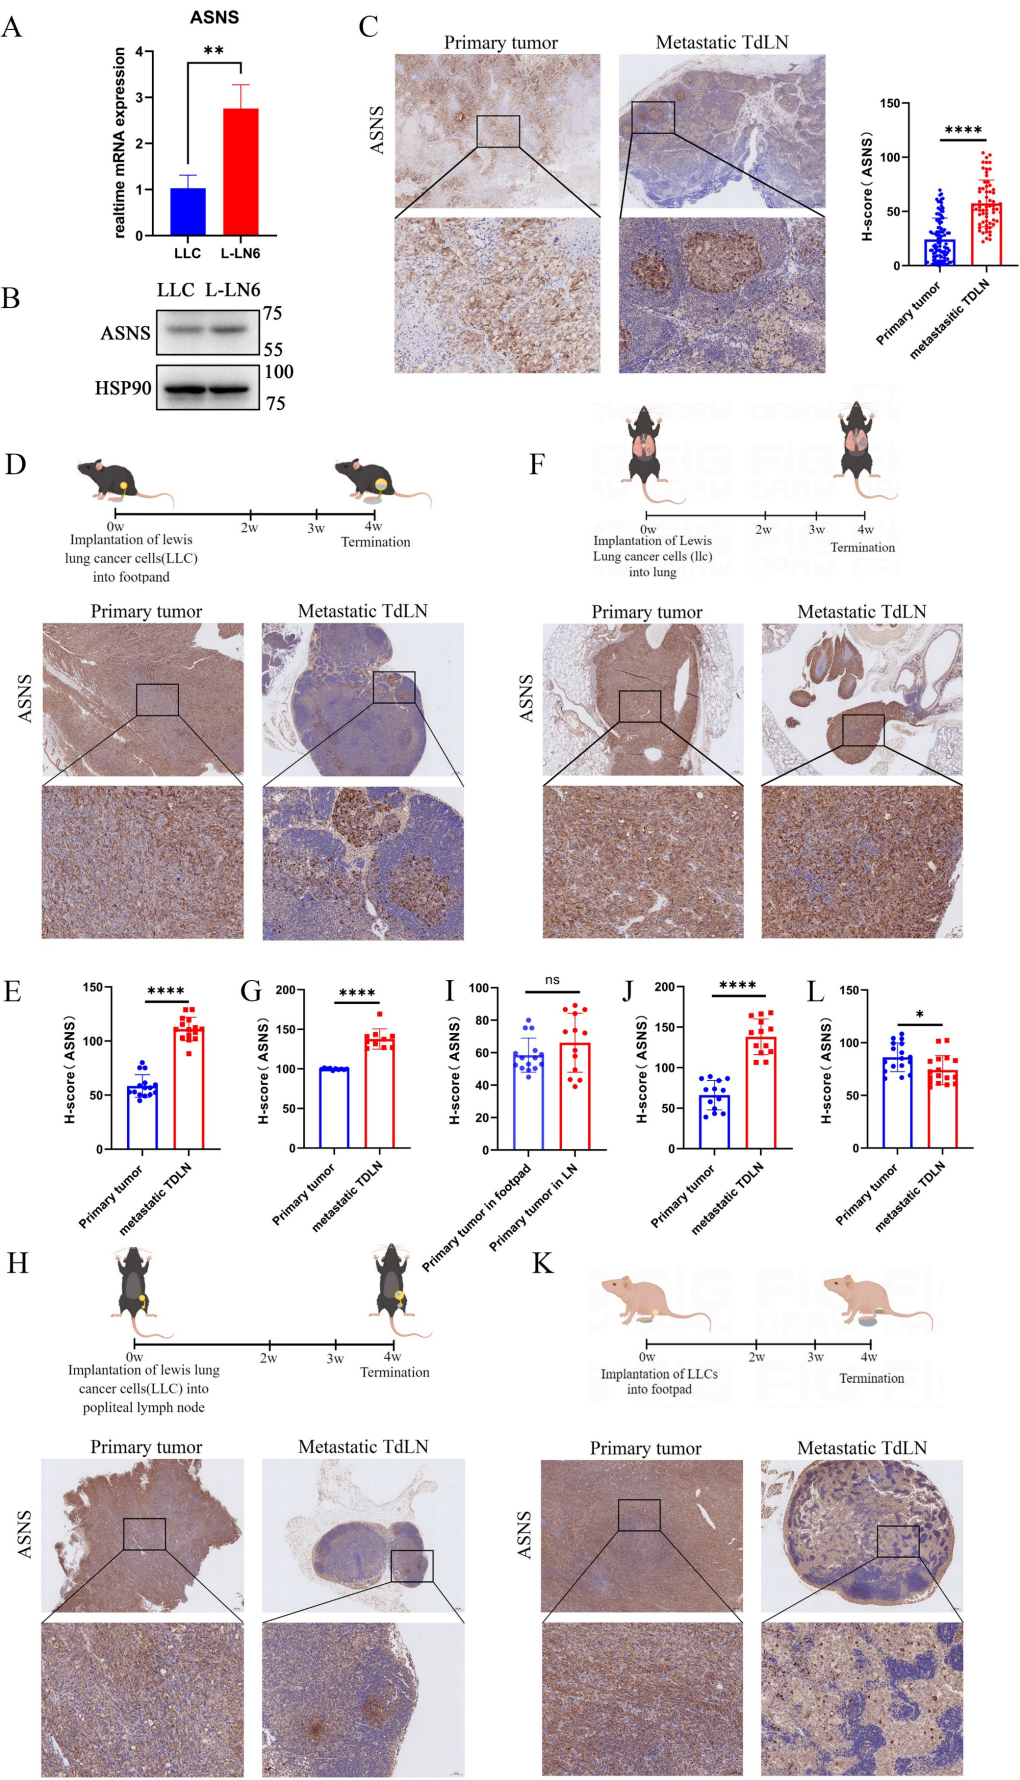 A
ASNS
realtime mRNA expression
4
3
2
1
0
**
LLC
L-LN6
B
LLC L-LN6
ASNS
75
55
HSP90
100
75
C
Primary tumor
Metastatic TdLN
ASNS
H-score( ASNS)
150
100
50
0
****
Primary tumor
metastasitic TDLN
D
0w
2w
3w
4w
Implantation of lewis
lung cancer cells(LLC)
into footpand
Termination
Primary tumor
Metastatic TdLN
ASNS
F
0w
2w
3w
4w
Implantation of Lewis
Lung cancer cells (llc)
into lung
Termination
Primary tumor
Metastatic TdLN
ASNS
E
H-score( ASNS)
150
100
50
0
****
Primary tumor
metastatic TDLN
G
H-score( ASNS)
200
150
100
50
0
****
Primary tumor
metastatic TDLN
I
H-score( ASNS)
100
80
60
40
20
0
ns
Primary tumor in footpad
Primary tumor in LN
J
H-score( ASNS)
200
150
100
50
0
****
Primary tumor
metastatic TDLN
L
H-score( ASNS)
150
100
50
0
*
Primary tumor
metastatic TDLN
H
0w
2w
3w
4w
Implantation of lewis lung
cancer cells(LLC) into
popliteal lymph node
Termination
Primary tumor
Metastatic TdLN
ASNS
K
0w
2w
3w
4w
Implantation of LLCs
into footpad
Termination
Primary tumor
Metastatic TdLN
ASNS